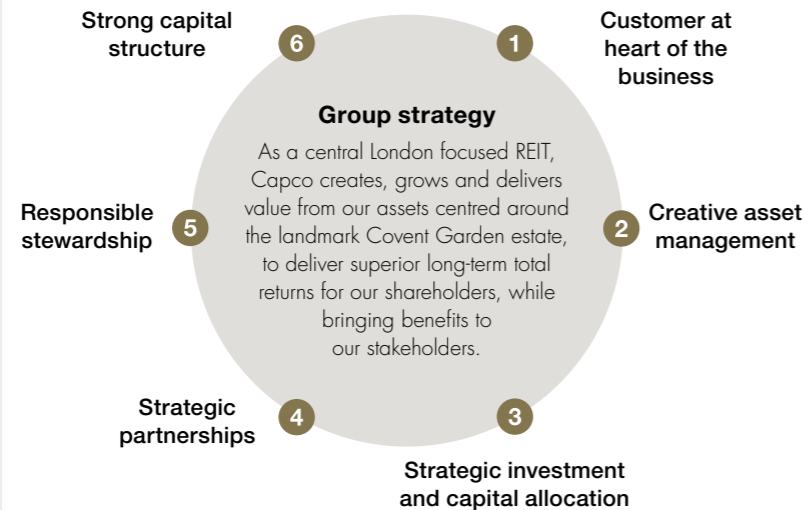 Strong capital
structure
6
1
Customer at
heart of the
business
Group strategy
As a central London focused REIT,
Capco creates, grows and delivers
value from our assets centred around
the landmark Covent Garden estate,
to deliver superior long-term total
returns for our shareholders, while
bringing benefits to
our stakeholders.
Responsible
stewardship
5
2
Creative asset
management
Strategic
partnerships
4
3
Strategic investment
and capital allocation